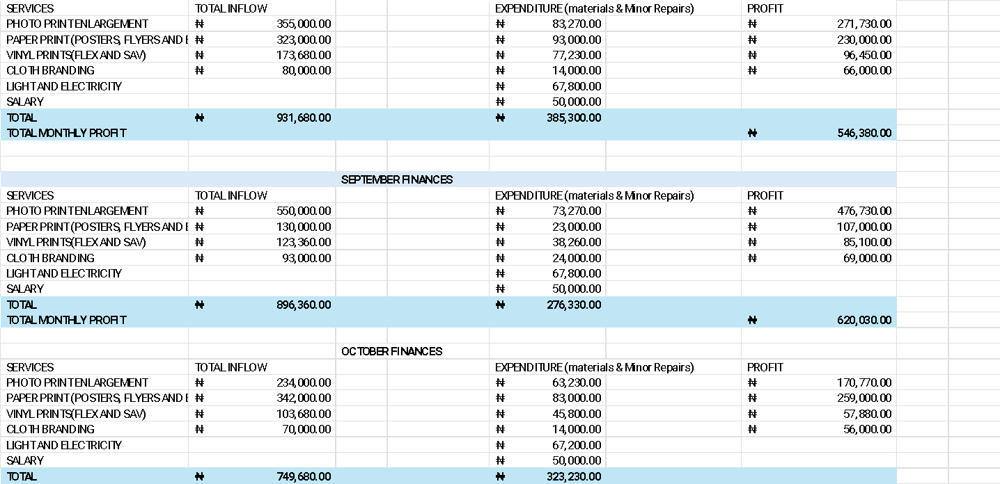 SERVICES TOTAL INFLOW EXPENDITURE (materials & Minor Repairs) PROFIT
PHOTO PRINT ENLARGEMENT ₦ 355,000.00 ₦ 83,270.00 ₦ 271,730.00
PAPER PRINT (POSTERS, FLYERS AND ₦ 323,000.00 ₦ 93,000.00 ₦ 230,000.00
VINYL PRINTS(FLEX AND SAV) ₦ 173,680.00 ₦ 77,230.00 ₦ 96,450.00
CLOTH BRANDING ₦ 80,000.00 ₦ 14,000.00 ₦ 66,000.00
LIGHT AND ELECTRICITY ₦ 67,800.00
SALARY ₦ 50,000.00
TOTAL ₦ 931,680.00 ₦ 385,300.00
TOTAL MONTHLY PROFIT ₦ 546,380.00
SEPTEMBER FINANCES
SERVICES TOTAL INFLOW EXPENDITURE (materials & Minor Repairs) PROFIT
PHOTO PRINT ENLARGEMENT ₦ 550,000.00 ₦ 73,270.00 ₦ 476,730.00
PAPER PRINT (POSTERS, FLYERS AND ₦ 130,000.00 ₦ 23,000.00 ₦ 107,000.00
VINYL PRINTS(FLEX AND SAV) ₦ 123,360.00 ₦ 38,260.00 ₦ 85,100.00
CLOTH BRANDING ₦ 93,000.00 ₦ 24,000.00 ₦ 69,000.00
LIGHT AND ELECTRICITY ₦ 67,800.00
SALARY ₦ 50,000.00
TOTAL ₦ 896,360.00 ₦ 276,330.00
TOTAL MONTHLY PROFIT ₦ 620,030.00
OCTOBER FINANCES
SERVICES TOTAL INFLOW EXPENDITURE (materials & Minor Repairs) PROFIT
PHOTO PRINT ENLARGEMENT ₦ 234,000.00 ₦ 63,230.00 ₦ 170,770.00
PAPER PRINT (POSTERS, FLYERS AND ₦ 342,000.00 ₦ 83,000.00 ₦ 259,000.00
VINYL PRINTS(FLEX AND SAV) ₦ 103,680.00 ₦ 45,800.00 ₦ 57,880.00
CLOTH BRANDING ₦ 70,000.00 ₦ 14,000.00 ₦ 56,000.00
LIGHT AND ELECTRICITY ₦ 67,200.00
SALARY ₦ 50,000.00
TOTAL ₦ 749,680.00 ₦ 323,230.00